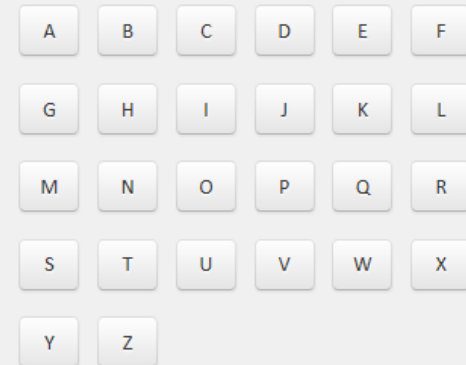 A B C D E F
G H I J K L
M N O P Q R
S T U V W X
Y Z